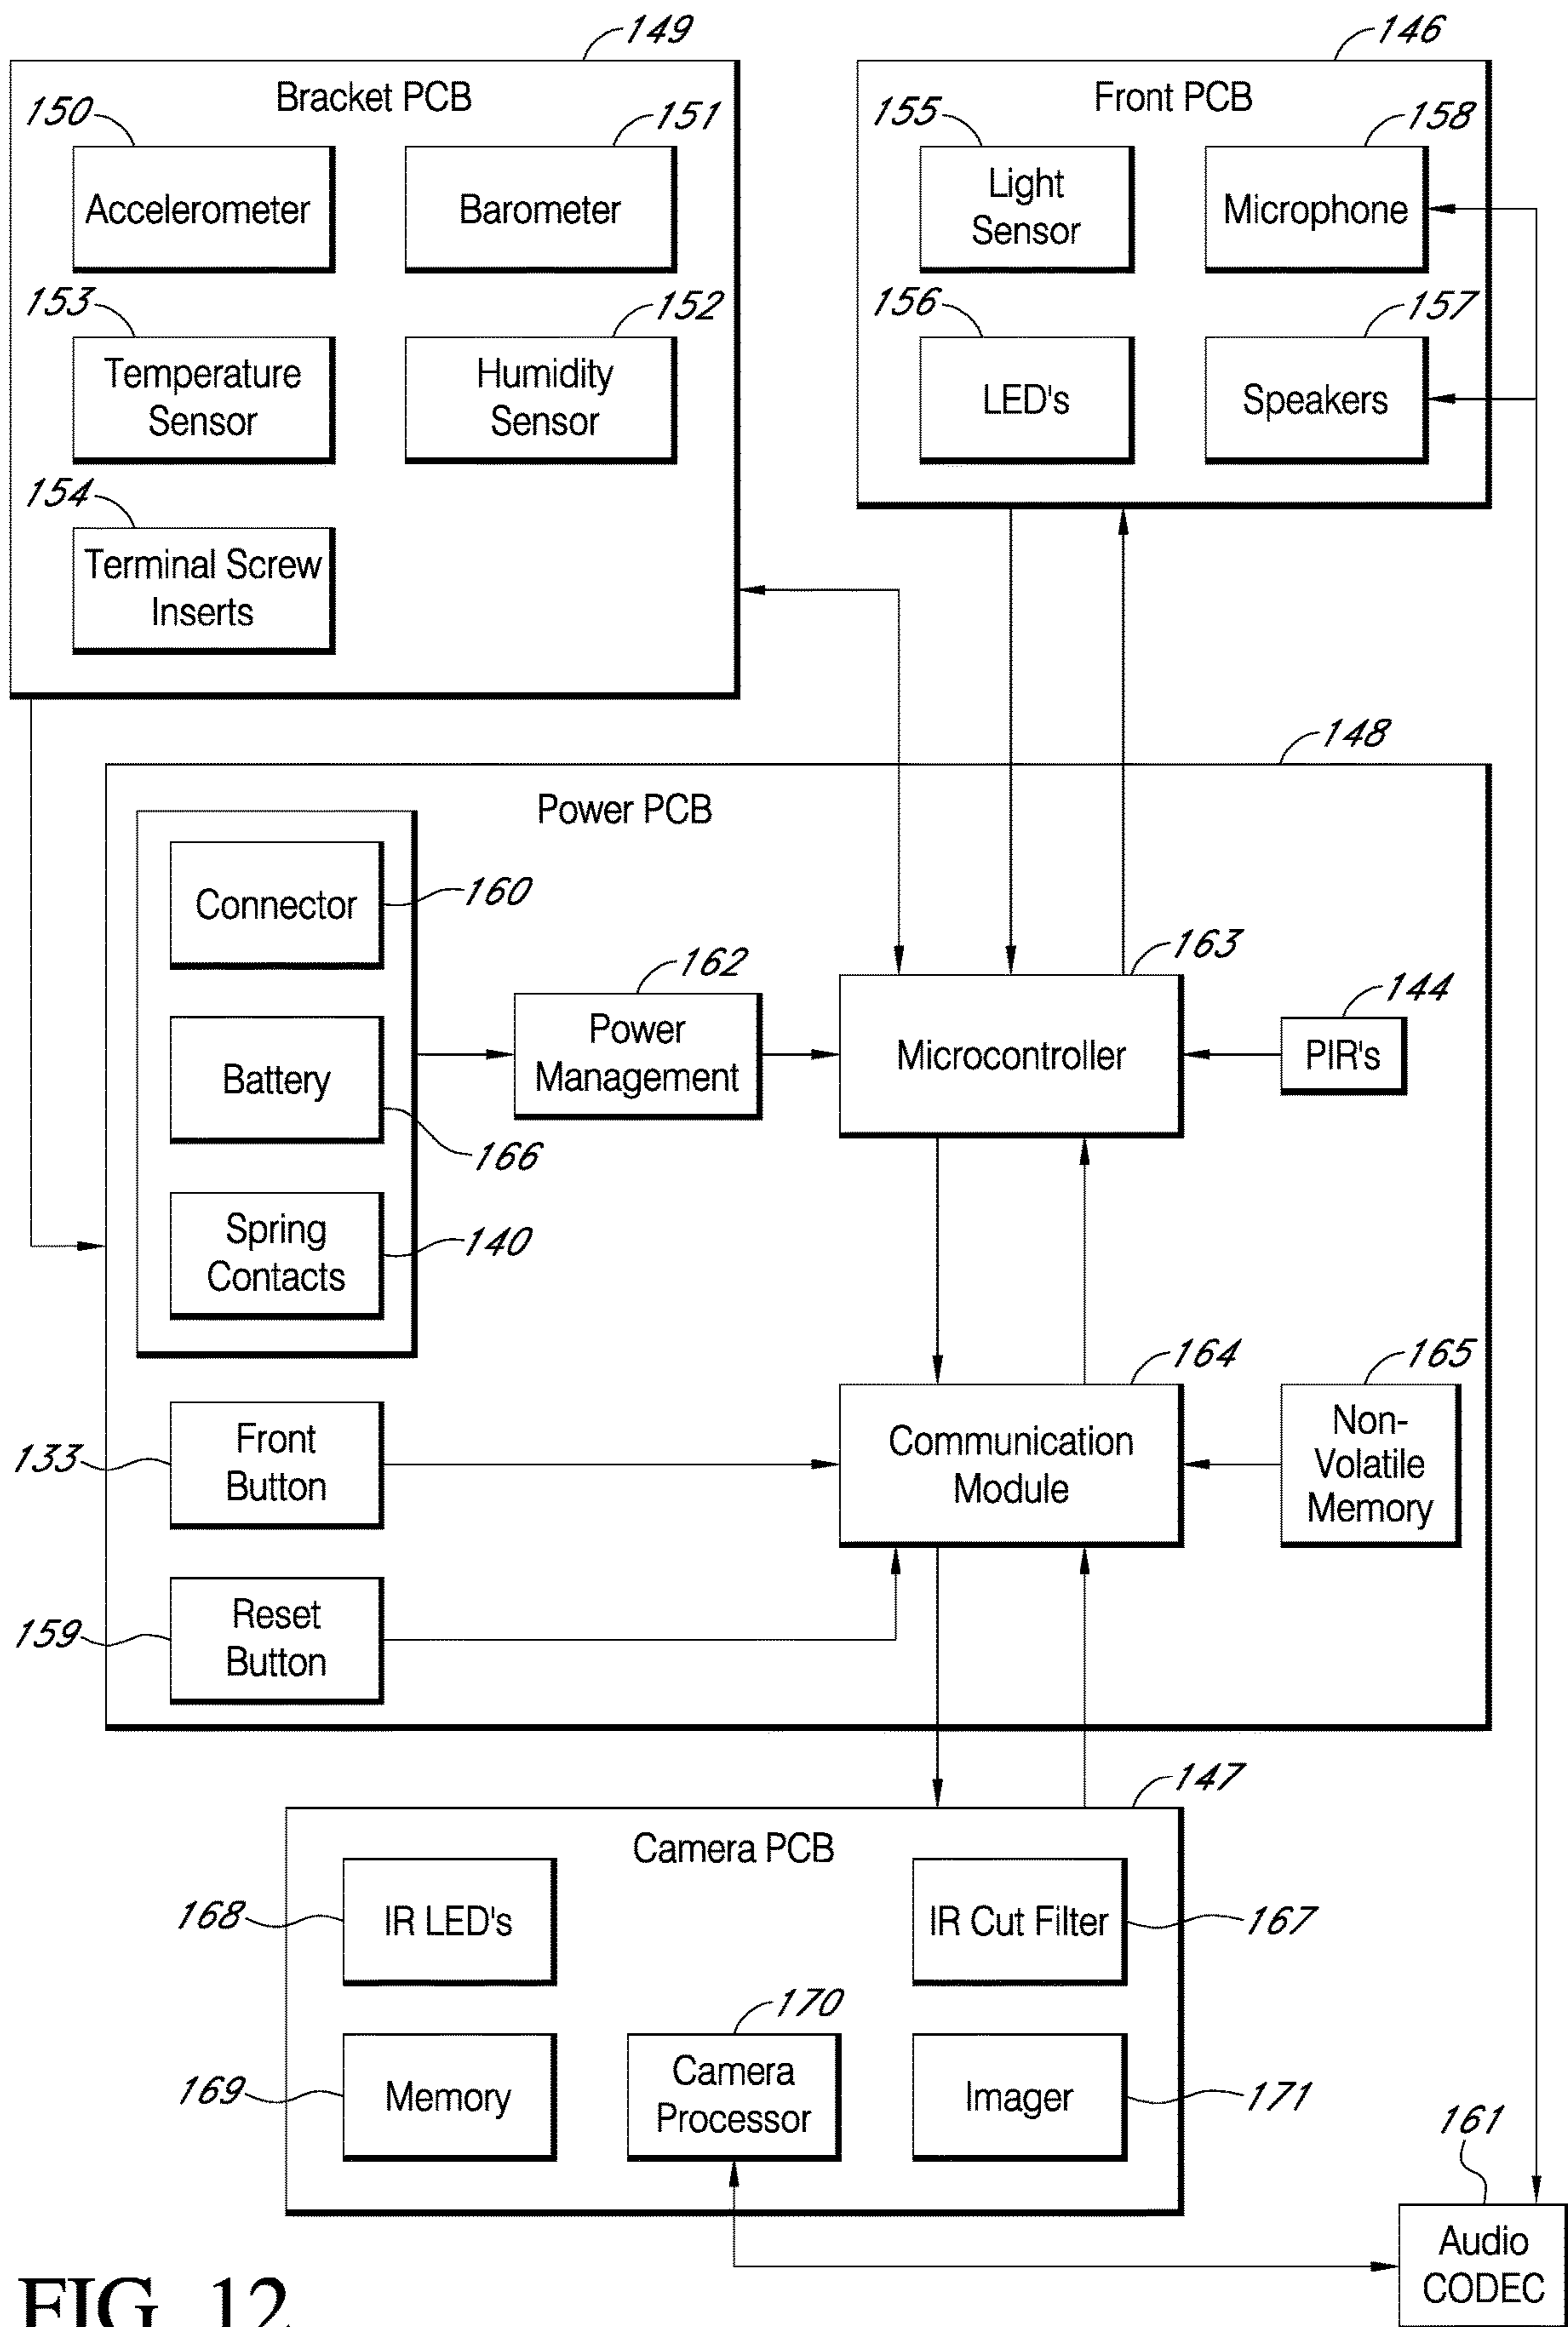 149
146
Bracket PCB
Front PCB
150
151
155
158
Accelerometer
Barometer
Light
Sensor
Microphone
153
152
156
157
Temperature
Sensor
Humidity
Sensor
LED's
Speakers
154
Terminal Screw
Inserts
148
Power PCB
Connector
160
162
163
144
Power
Management
Microcontroller
PIR's
Battery
166
Spring
Contacts
140
164
165
133
Front
Button
Communication
Module
Non-
Volatile
Memory
159
Reset
Button
147
Camera PCB
168
IR LED's
IR Cut Filter
167
170
169
Memory
Camera
Processor
Imager
171
161
Audio
CODEC
FIG. 12